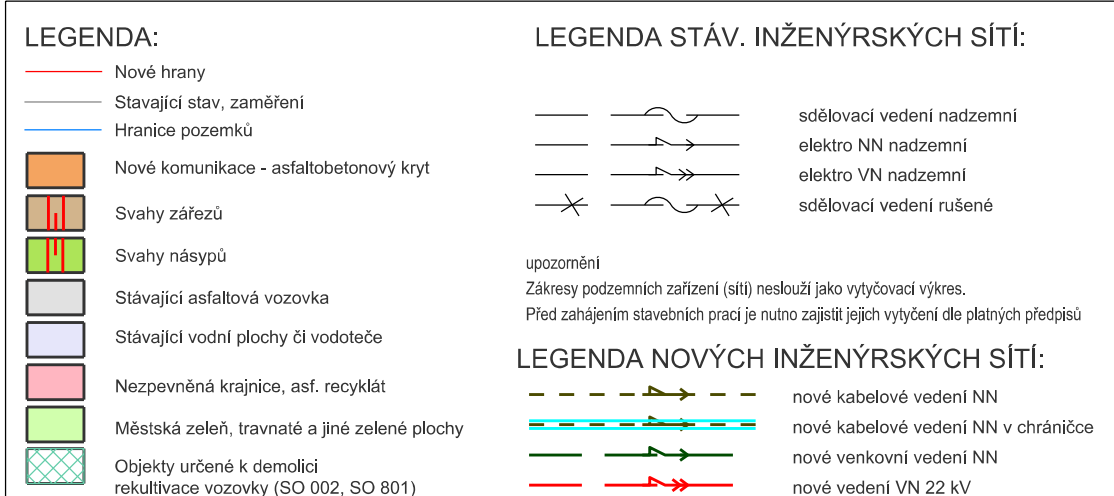 LEGENDA:
Nové hrany
Stavající stav, zaměření
Hranice pozemků
Nové komunikace - asfaltobetonový kryt
Svahy zářezů
Svahy násypů
Stávající asfaltová vozovka
Stávající vodní plochy či vodoteče
Nezpevněná krajnice, asf. recyklát
Městská zeleň, travnaté a jiné zelené plochy
Objekty určené k demolici
rekultivace vozovky (SO 002, SO 801)
LEGENDA STÁV. INŽENÝRSKÝCH SÍTÍ:
sdělovací vedení nadzemní
elektro NN nadzemní
elektro VN nadzemní
sdělovací vedení rušené
upozornění
Zákresy podzemních zařízení (sítí) neslouží jako vytyčovací výkres.
Před zahájením stavebních prací je nutno zajistit jejich vytyčení dle platných předpisů
LEGENDA NOVÝCH INŽENÝRSKÝCH SÍTÍ:
nové kabelové vedení NN
nové kabelové vedení NN v chráničce
nové venkovní vedení NN
nové vedení VN 22 kV